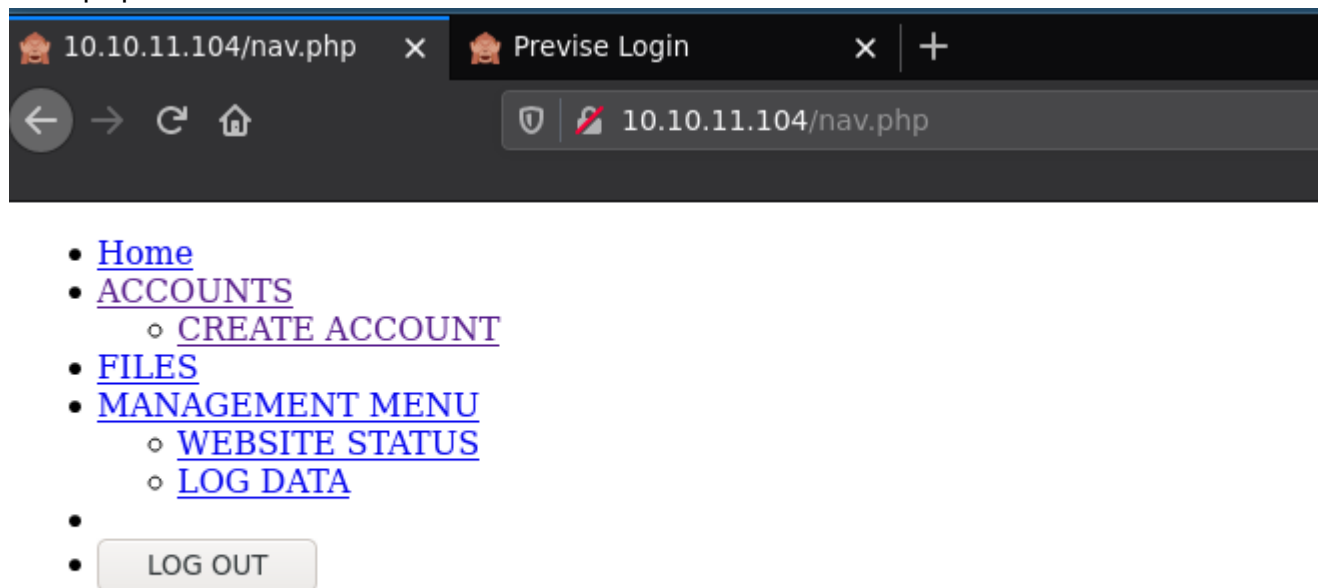 10.10.11.104/nav.php
Previse Login
10.10.11.104/nav.php
Home
ACCOUNTS
CREATE ACCOUNT
FILES
MANAGEMENT MENU
WEBSITE STATUS
LOG DATA
LOG OUT